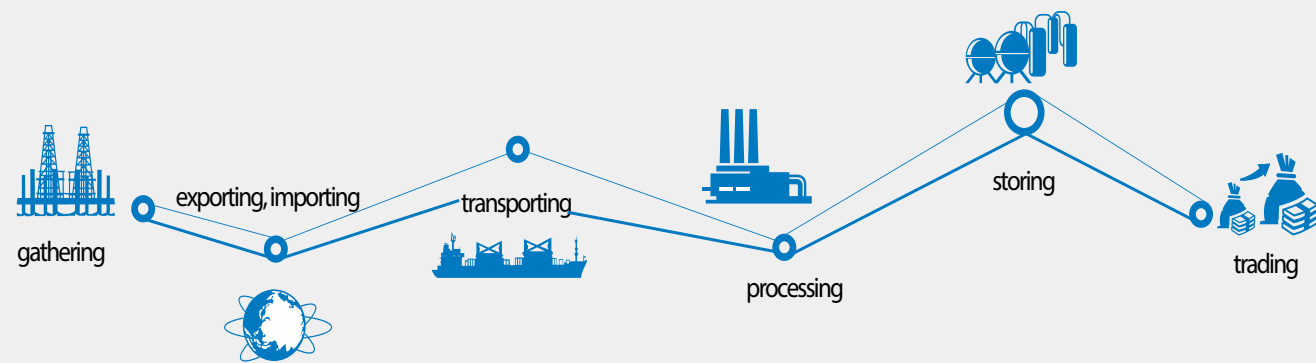 gathering
exporting, importing
transporting
processing
storing
trading